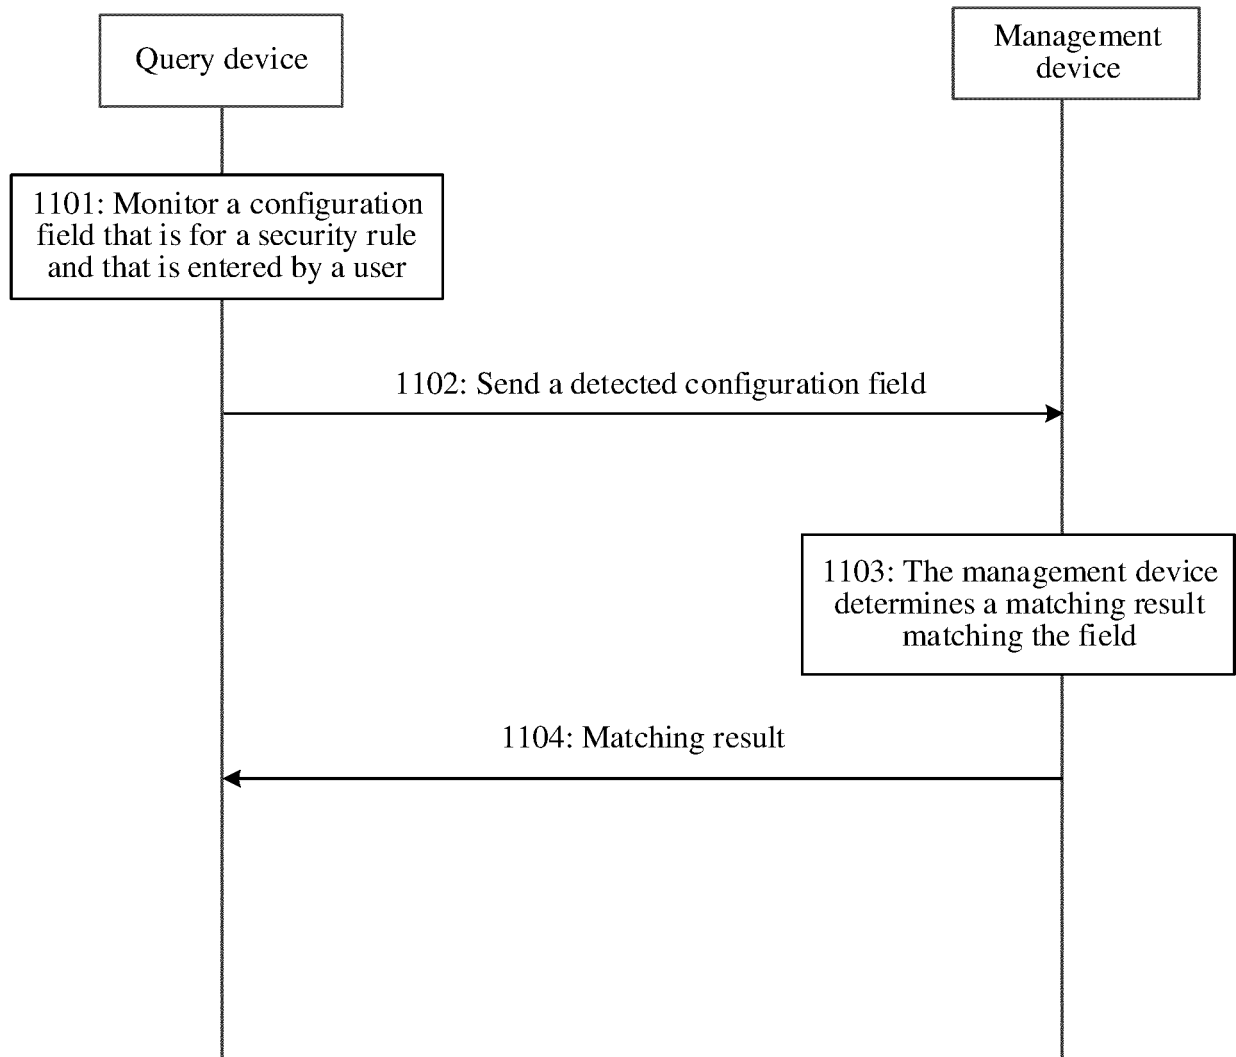 Query device
Management
device
1101: Monitor a configuration
field that is for a security rule
and that is entered by a user
1102: Send a detected configuration field
1103: The management device
determines a matching result
matching the field
1104: Matching result